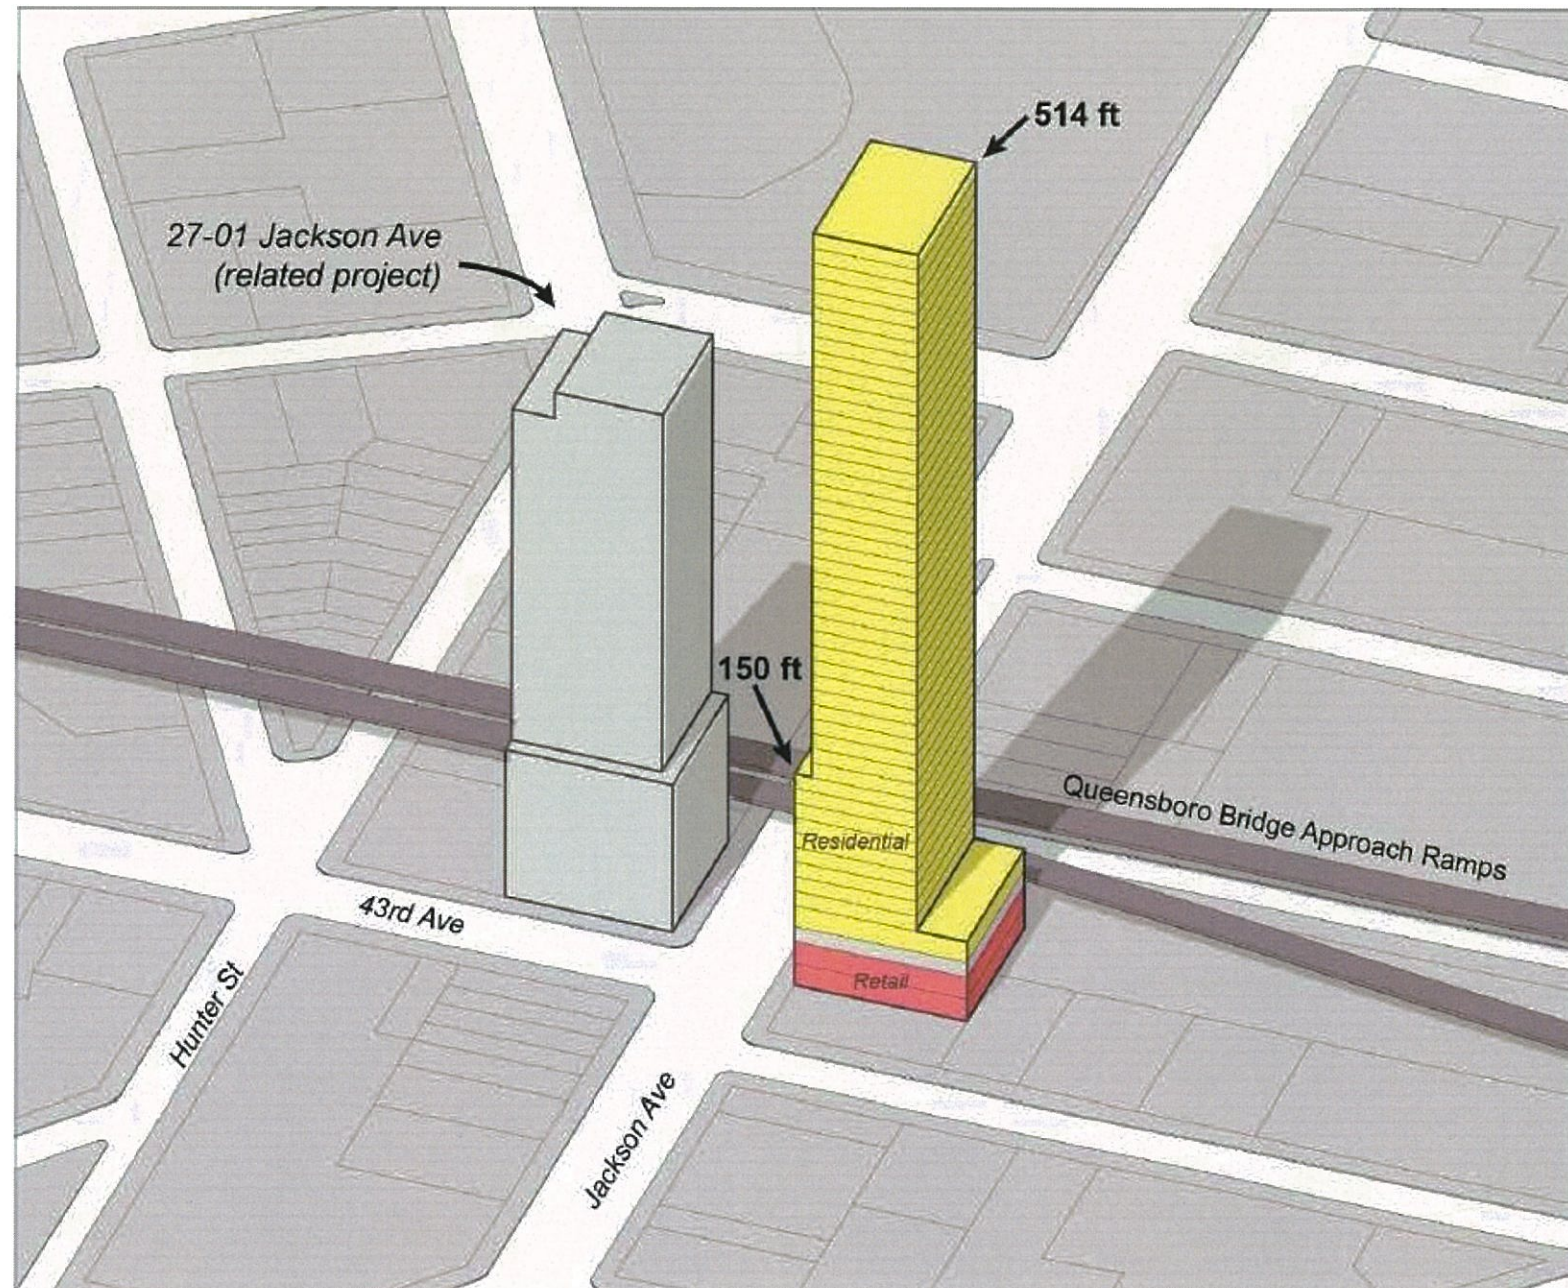 514 ft
27-01 Jackson Ave
(related project)
150 ft
Queensboro Bridge Approach Ramps
Residential
43rd Ave
Retail
Hunter St
Jackson Ave